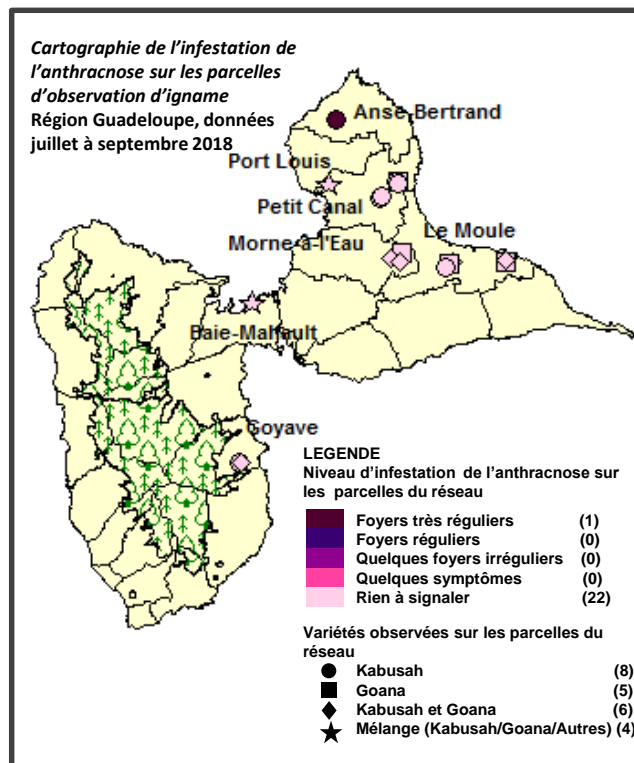 Cartographie de l'infestation de
l'anthracnose sur les parcelles
d'observation d'igname
Région Guadeloupe, données
juillet à septembre 2018
Anse-Bertrand
Port Louis
Petit Canal
Morne-à-l'Eau
Le Moule
Baie-Mahault
Goyave
LEGENDE
Niveau d'infestation de l'anthracnose sur
les parcelles du réseau
Foyers très réguliers (1)
Foyers réguliers (0)
Quelques foyers irréguliers (0)
Quelques symptômes (0)
Rien à signaler (22)
Variétés observées sur les parcelles du
réseau
Kabusah (8)
Goana (5)
Kabusah et Goana (6)
Mélange (Kabusah/Goana/Autres) (4)